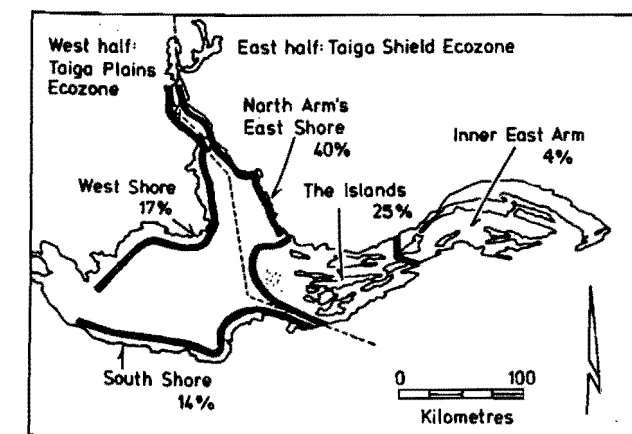 West half:
Taiga Plains
Ecozone
East half: Taiga Shield Ecozone
North Arm's
East Shore
40%
Inner East Arm
4%
West Shore
17%
The Islands
25%
South Shore
14%
0 100
Kilometres